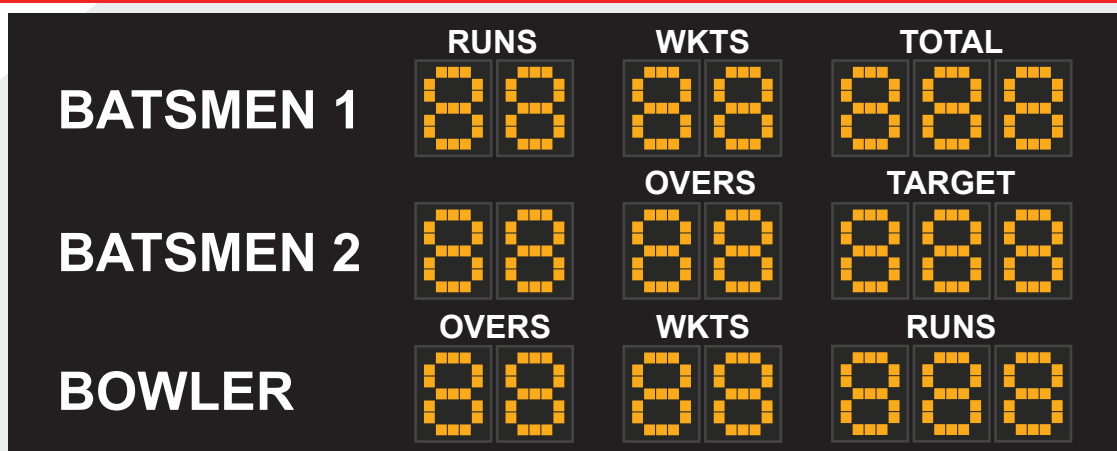 RUNS WKTS TOTAL
BATSMEN 1 88 88 888
OVERS TARGET
BATSMEN 2 88 88 888
OVERS WKTS RUNS
BOWLER 88 88 888